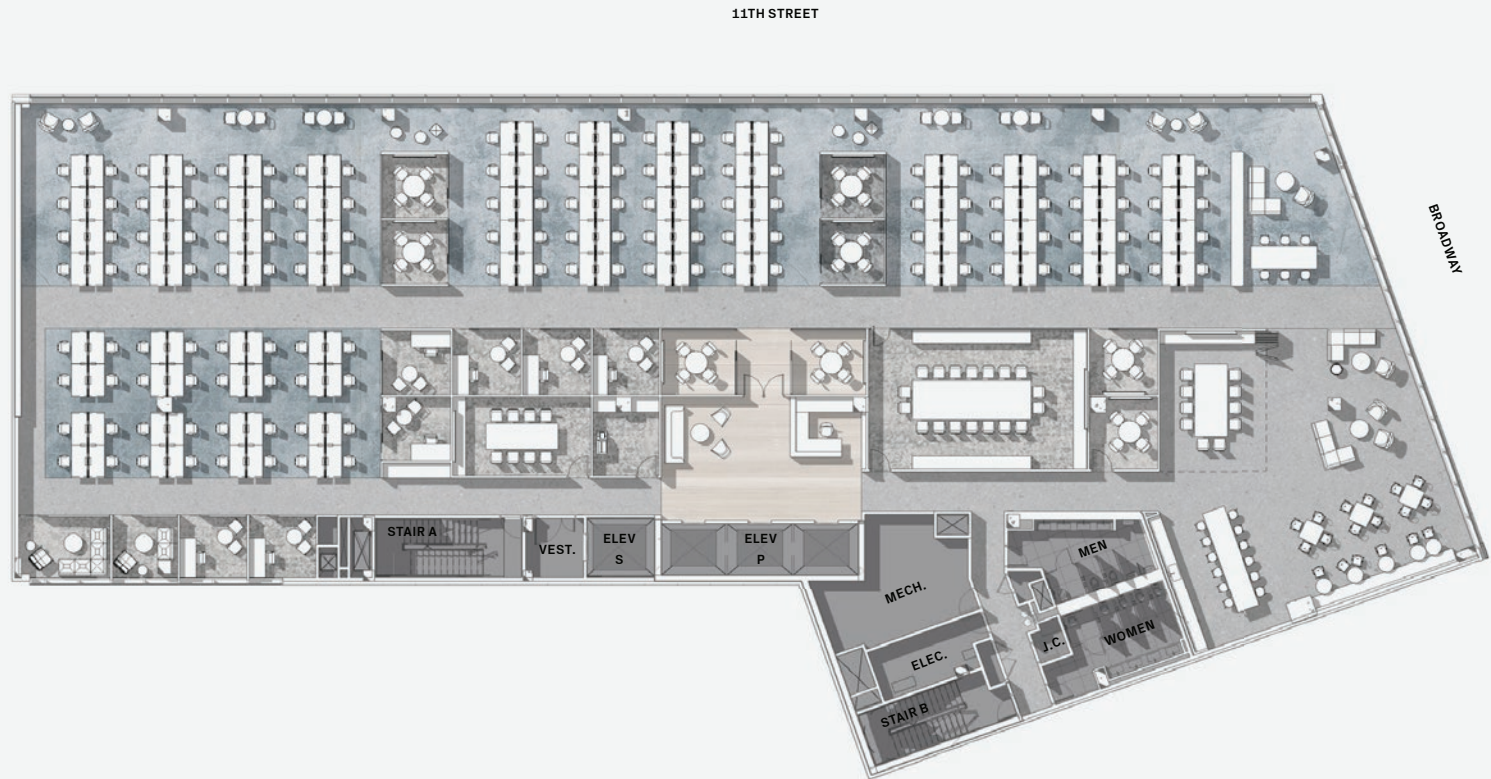 11TH STREET
BROADWAY
STAIR A
VEST.
ELEV
S
ELEV
P
MEN
MECH.
WOMEN
J.C.
ELEC.
STAIR B